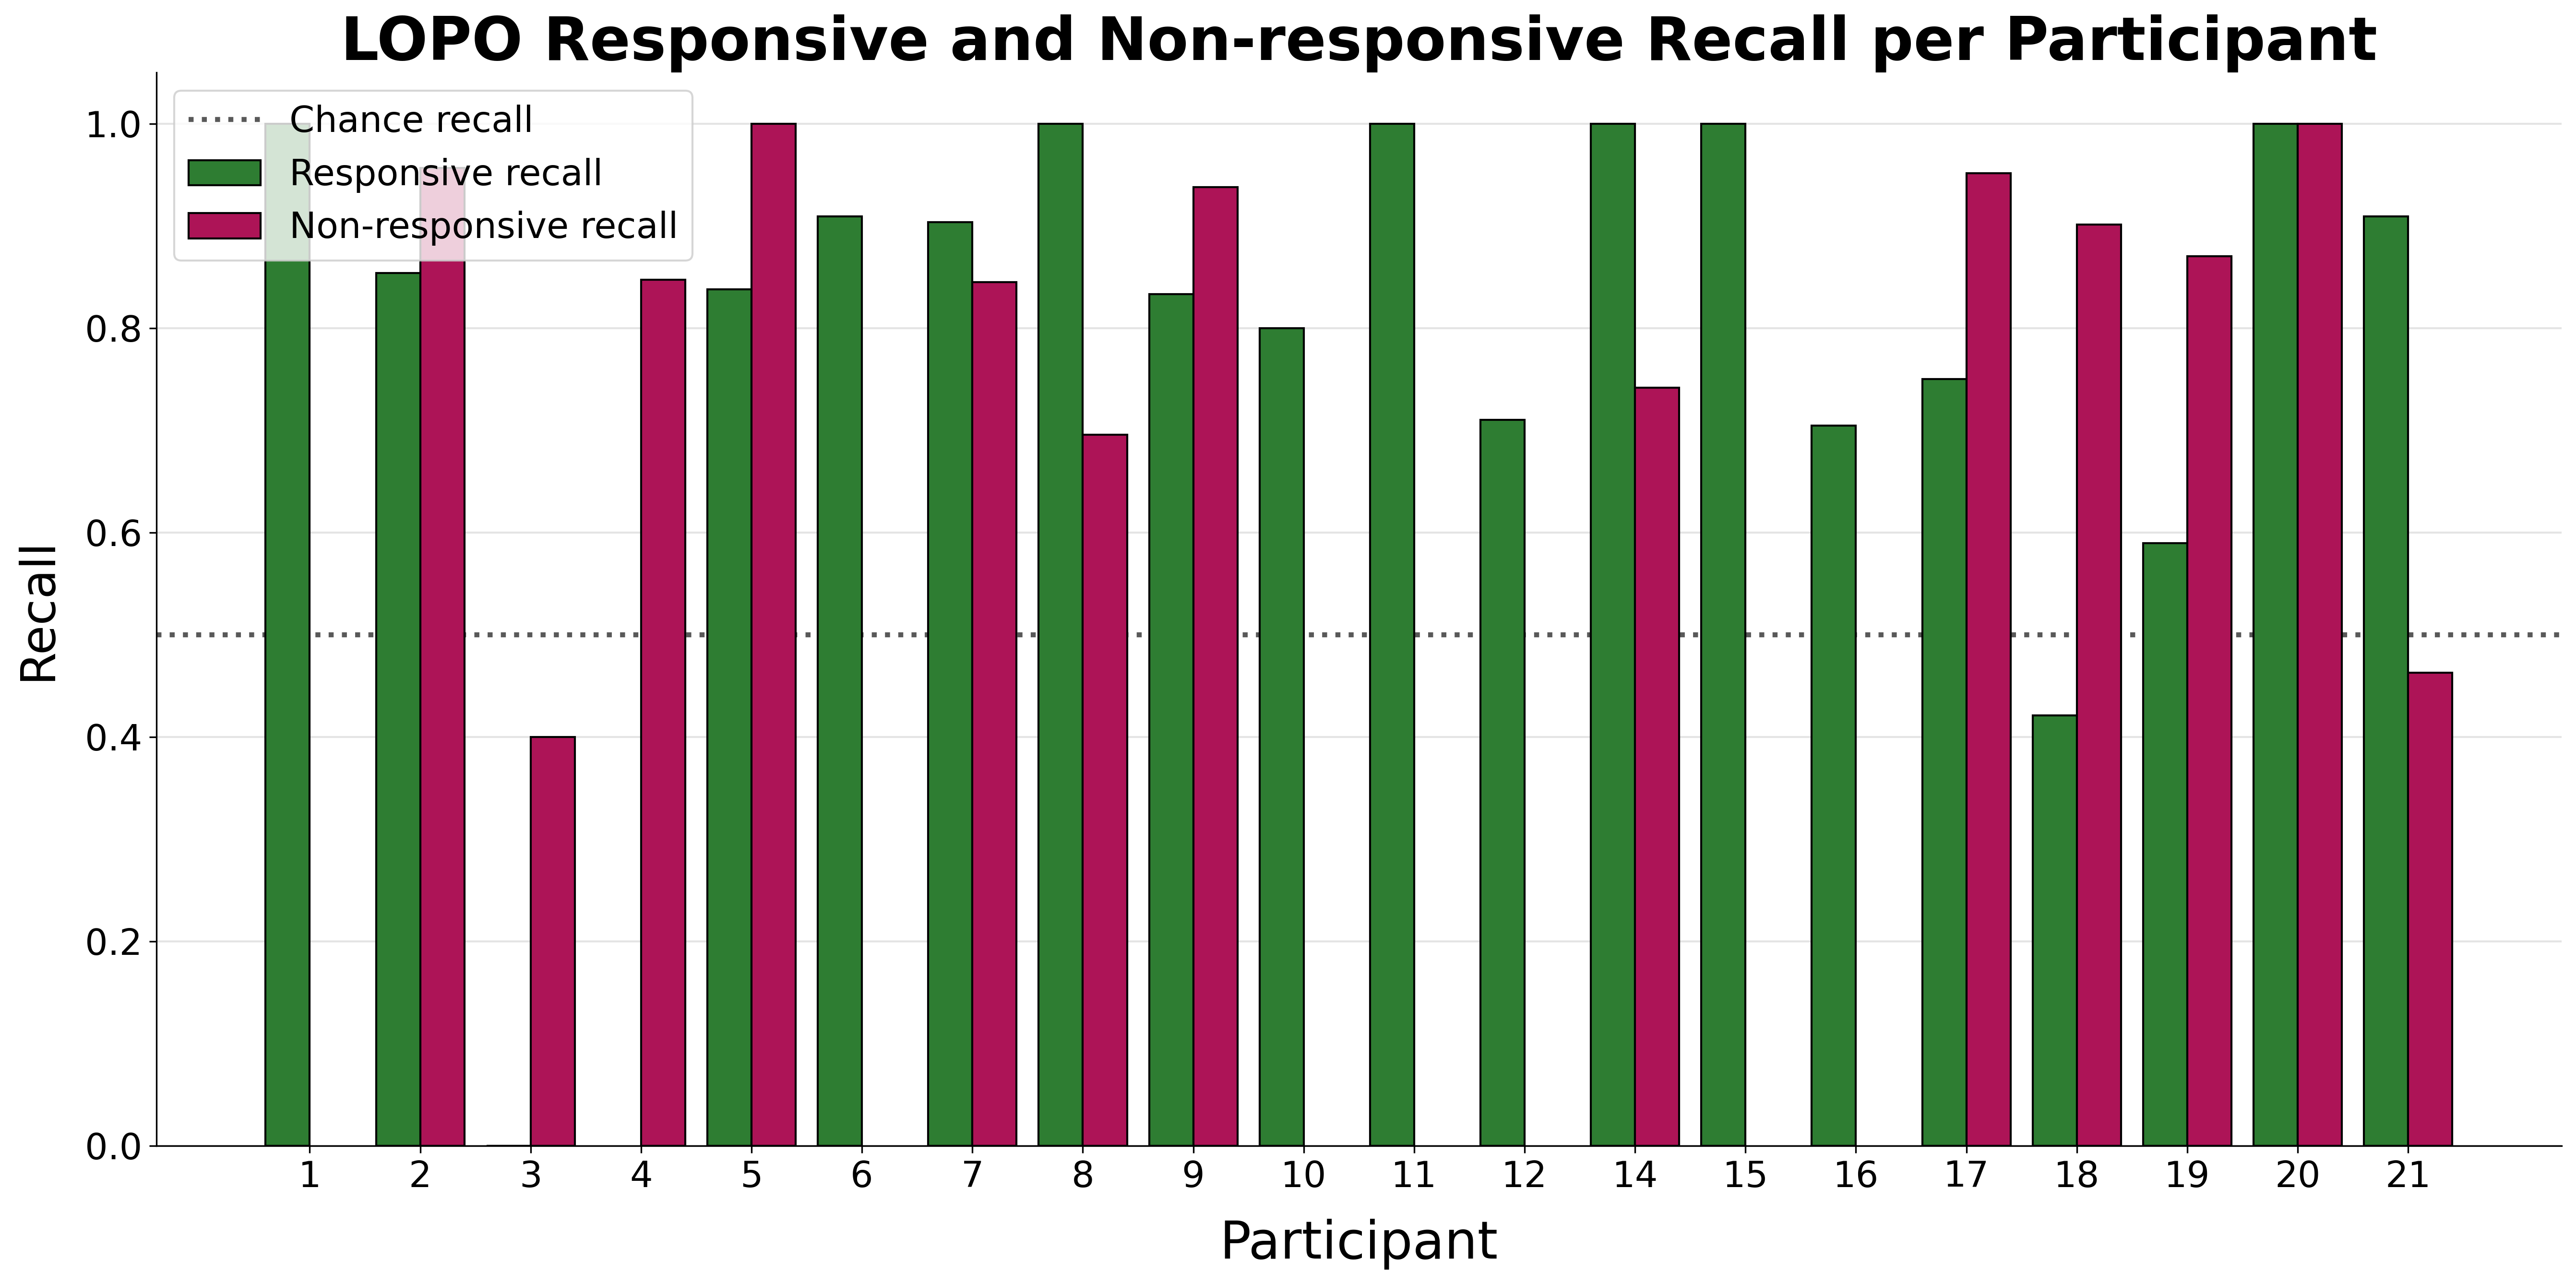 LOPO Responsive and Non-responsive Recall per Participant
Chance recall
Responsive recall
Non-responsive recall
1.0
0.8
0.6
0.4
0.2
0.0
Recall
1 2 3 4 5 6 7 8 9 10 11 12 14 15 16 17 18 19 20 21
Participant